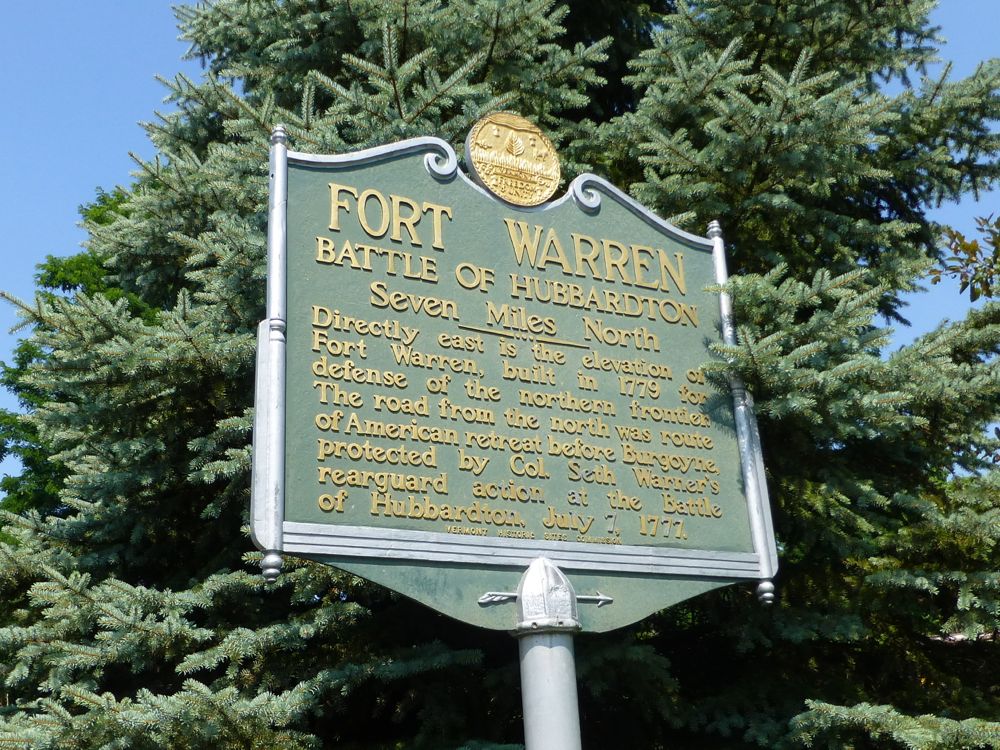 FORT WARREN
BATTLE OF HUBBARDTON
Seven Miles North
Directly east is the elevation of
Fort Warren, built in 1779 for
defense of the northern frontier.
The road from the north was route
of American retreat before Burgoyne,
protected by Col. Seth Warner's
rearguard action at the Battle
of Hubbardton, July 7, 1777.
VERMONT HISTORIC SITES COMMISSION